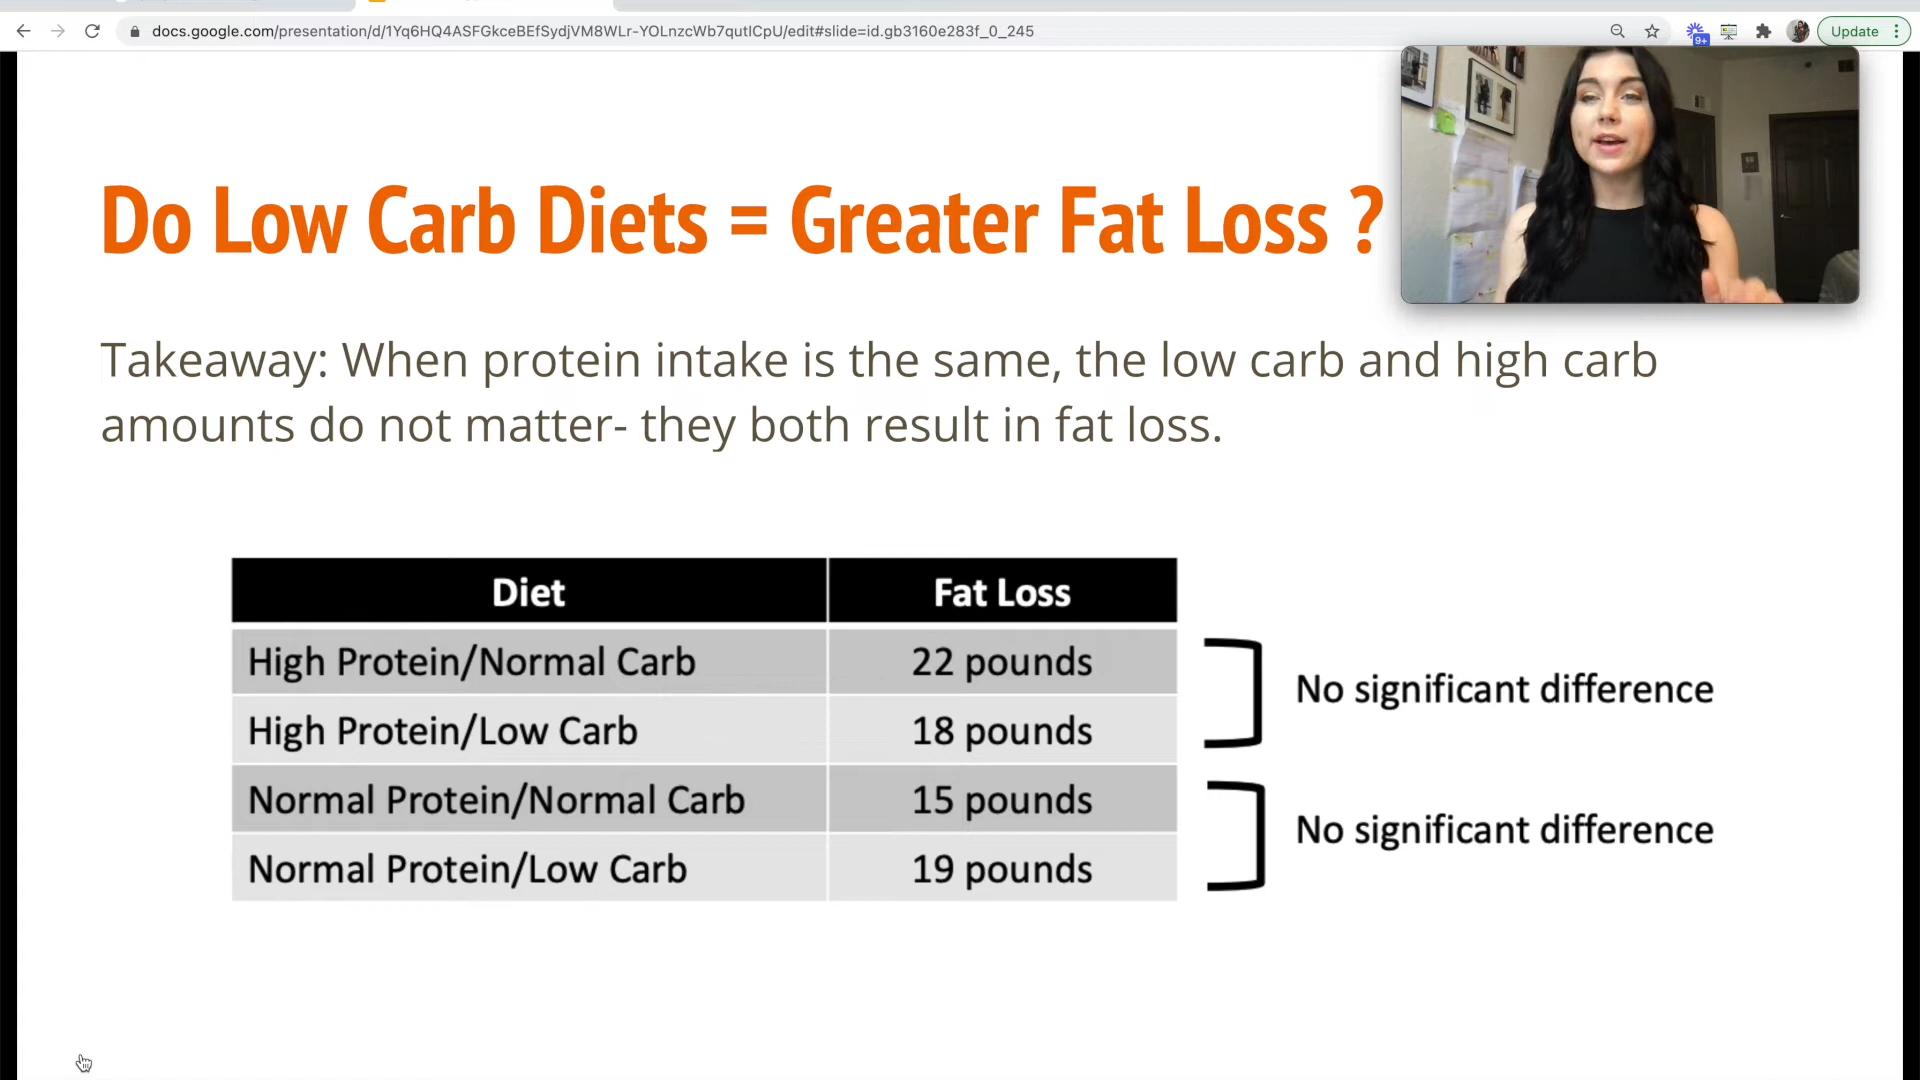 docs.google.com/presentation/d/1Yq6HQ4ASFGkceBEfSydjVM8WLr-YOLnzcWb7qutICpU/edit#slide=id.gb3160e283f_0_245
9+
Update
Do Low Carb Diets = Greater Fat Loss ?
Takeaway: When protein intake is the same, the low carb and high carb
amounts do not matter- they both result in fat loss.
Diet Fat Loss
High Protein/Normal Carb 22 pounds
High Protein/Low Carb 18 pounds
No significant difference
Normal Protein/Normal Carb 15 pounds
Normal Protein/Low Carb 19 pounds
No significant difference